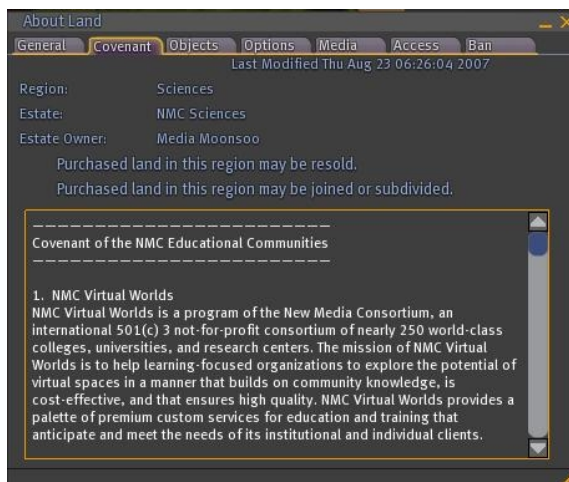 About Land
General Covenant Objects Options Media Access Ban
Last Modified Thu Aug 23 06:26:04 2007
Region: Sciences
Estate: NMC Sciences
Estate Owner: Media Moonsoo
Purchased land in this region may be resold.
Purchased land in this region may be joined or subdivided.
————————————————————————
Covenant of the NMC Educational Communities
————————————————————————
1. NMC Virtual Worlds
NMC Virtual Worlds is a program of the New Media Consortium, an
international 501(c) 3 not-for-profit consortium of nearly 250 world-class
colleges, universities, and research centers. The mission of NMC Virtual
Worlds is to help learning-focused organizations to explore the potential of
virtual spaces in a manner that builds on community knowledge, is
cost-effective, and that ensures high quality. NMC Virtual Worlds provides a
palette of premium custom services for education and training that
anticipate and meet the needs of its institutional and individual clients.